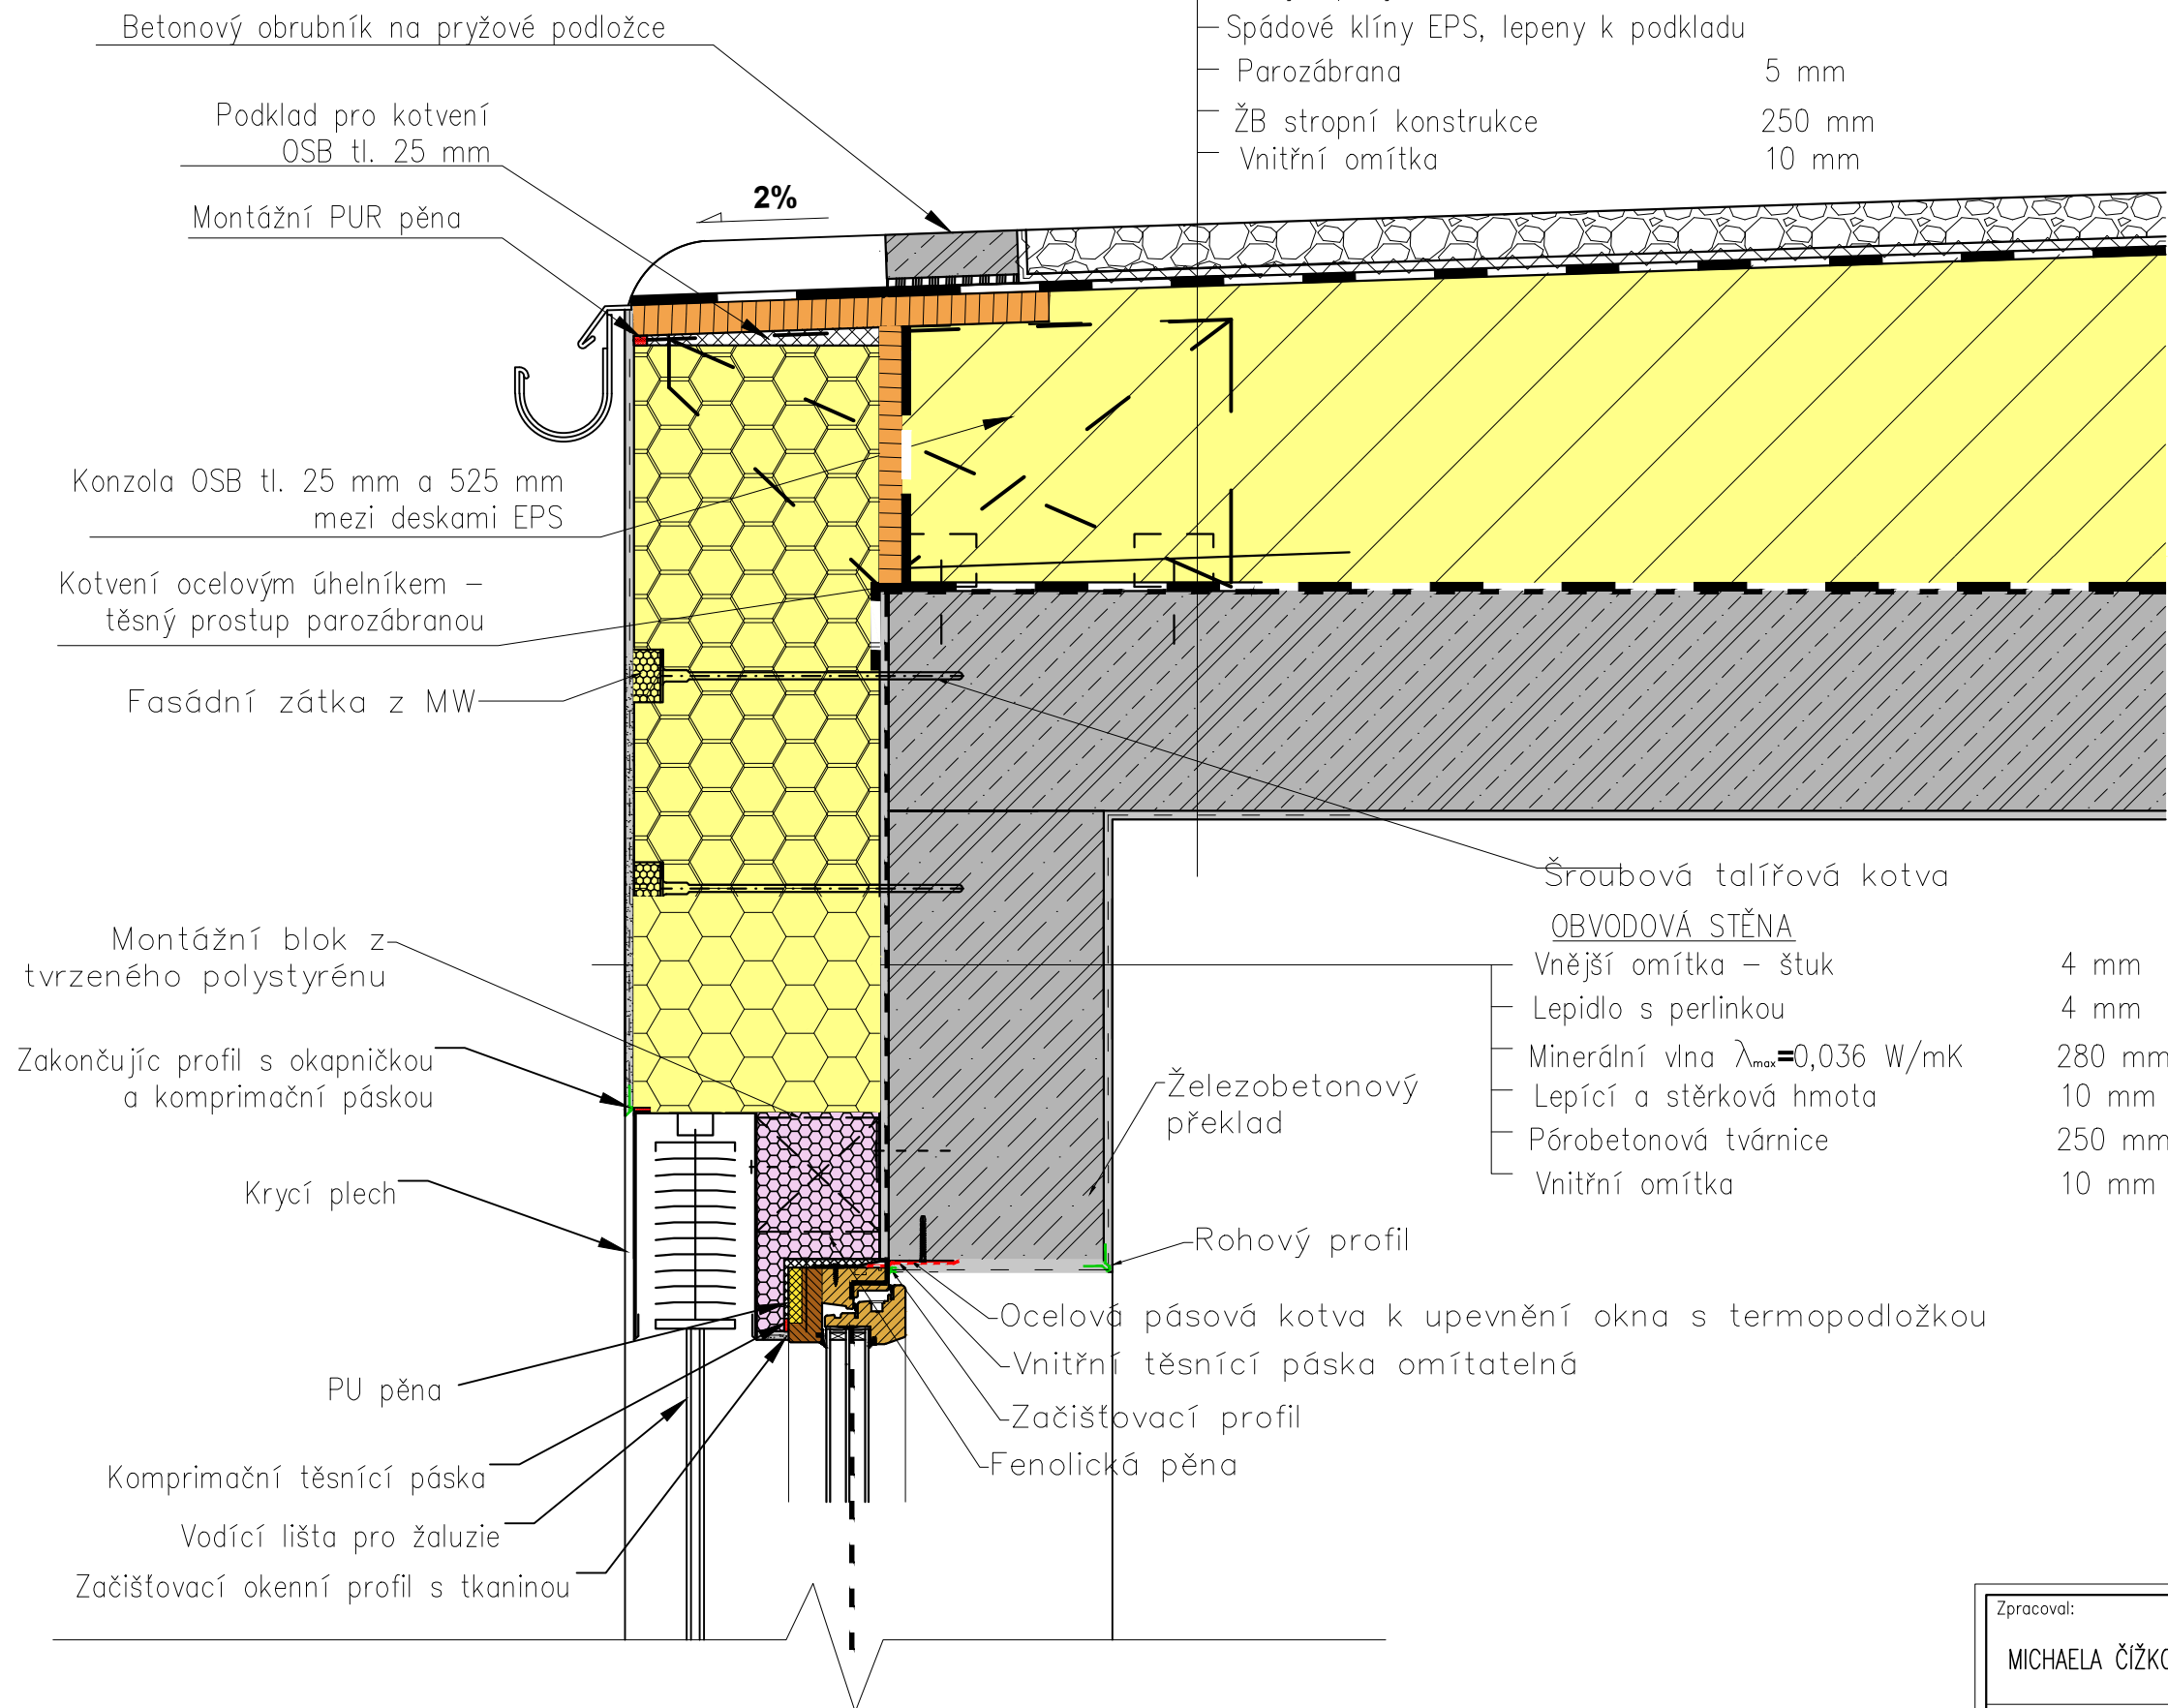 Betonový obrubník na pryžové podložce
Podklad pro kotvení
OSB tl. 25 mm
Montážní PUR pěna
2%
Konzola OSB tl. 25 mm a 525 mm
mezi deskami EPS
Kotvení ocelovým úhelníkem –
těsný prostup parozábranou
Fasádní zátka z MW
Montážní blok z
tvrzeného polystyrénu
Zakončujíc profil s okapničkou
a komprimační páskou
Krycí plech
PU pěna
Komprimační těsnící páska
Vodící lišta pro žaluzie
Začišťovací okenní profil s tkaninou
Spádové klíny EPS, lepeny k podkladu
Parozábrana 5 mm
ŽB stropní konstrukce 250 mm
Vnitřní omítka 10 mm
Šroubová talířová kotva
OBVODOVÁ STĚNA
Vnější omítka – štuk 4 mm
Lepidlo s perlinkou 4 mm
Minerální vlna λmax=0,036 W/mK 280 mm
Lepící a stěrková hmota 10 mm
Pórobetonová tvárnice 250 mm
Vnitřní omítka 10 mm
Železobetonový
překlad
Rohový profil
Ocelová pásová kotva k upevnění okna s termopodložkou
Vnitřní těsnící páska omítatelná
Začišťovací profil
Fenolická pěna
Zpracoval:
MICHAELA